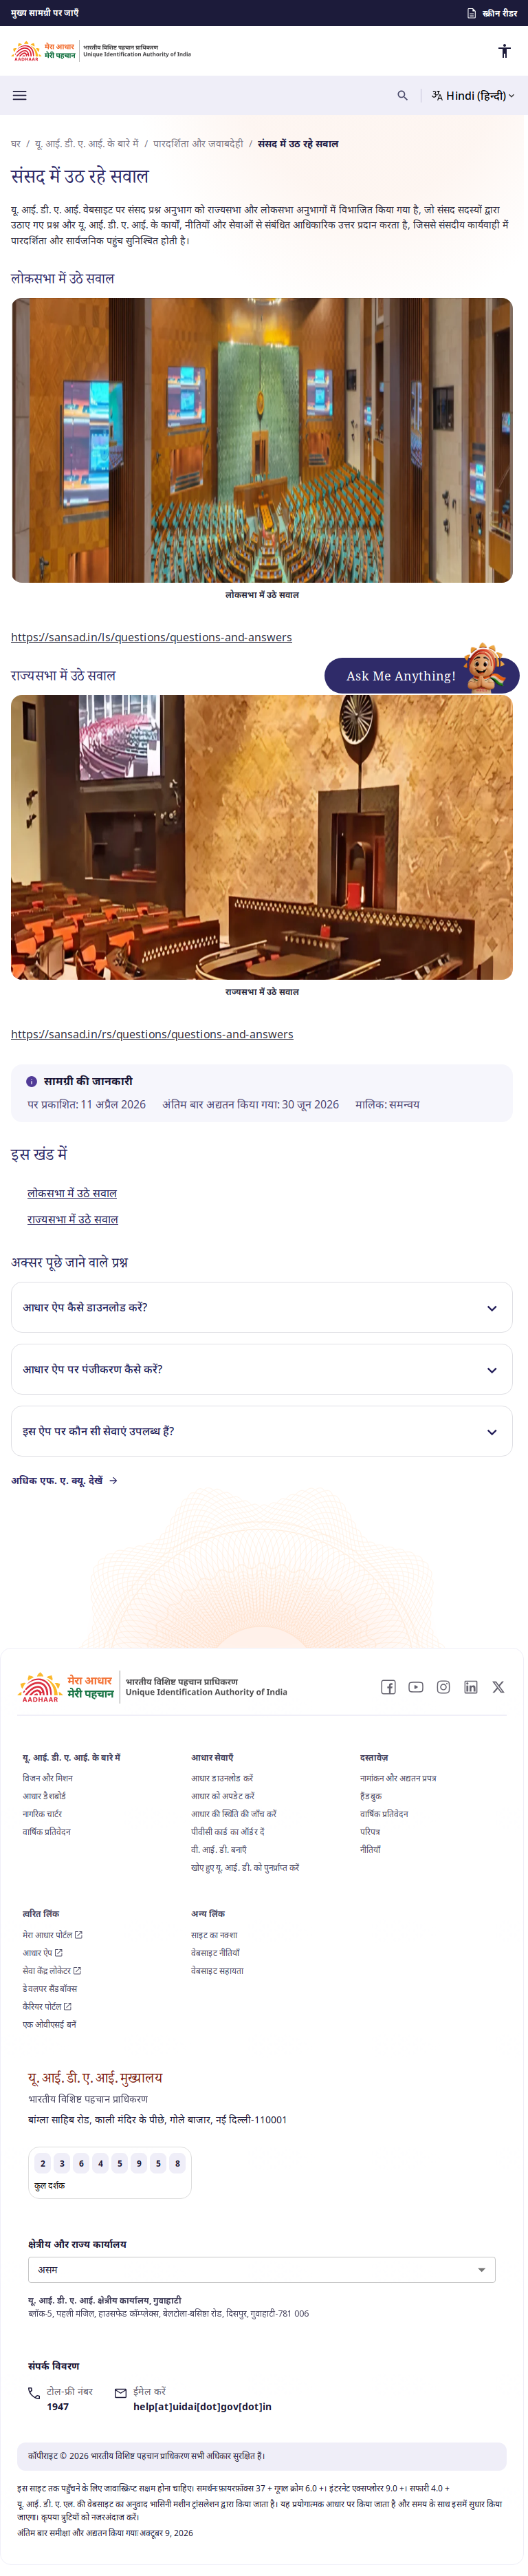 मुख्य सामग्री पर जाएँ
स्क्रीन रीडर
मेरा आधार
मेरी पहचान
AADHAAR
भारतीय विशिष्ट पहचान प्राधिकरण
Unique Identification Authority of India
Hindi (हिन्दी)
घर / यू. आई. डी. ए. आई. के बारे में / पारदर्शिता और जवाबदेही / संसद में उठ रहे सवाल
संसद में उठ रहे सवाल
यू. आई. डी. ए. आई. वेबसाइट पर संसद प्रश्न अनुभाग को राज्यसभा और लोकसभा अनुभागों में विभाजित किया गया है, जो संसद सदस्यों द्वारा
उठाए गए प्रश्न और यू. आई. डी. ए. आई. के कार्यों, नीतियों और सेवाओं से संबंधित आधिकारिक उत्तर प्रदान करता है, जिससे संसदीय कार्यवाही में
पारदर्शिता और सार्वजनिक पहुंच सुनिश्चित होती है।
लोकसभा में उठे सवाल
लोकसभा में उठे सवाल
https://sansad.in/ls/questions/questions-and-answers
राज्यसभा में उठे सवाल
Ask Me Anything!
राज्यसभा में उठे सवाल
https://sansad.in/rs/questions/questions-and-answers
सामग्री की जानकारी
पर प्रकाशित: 11 अप्रैल 2026 अंतिम बार अद्यतन किया गया: 30 जून 2026 मालिक: समन्वय
इस खंड में
लोकसभा में उठे सवाल
राज्यसभा में उठे सवाल
अक्सर पूछे जाने वाले प्रश्न
आधार ऐप कैसे डाउनलोड करें?
आधार ऐप पर पंजीकरण कैसे करें?
इस ऐप पर कौन सी सेवाएं उपलब्ध हैं?
अधिक एफ. ए. क्यू. देखें
मेरा आधार
मेरी पहचान
AADHAAR
भारतीय विशिष्ट पहचान प्राधिकरण
Unique Identification Authority of India
यू. आई. डी. ए. आई. के बारे में
विजन और मिशन
आधार डैशबोर्ड
नागरिक चार्टर
वार्षिक प्रतिवेदन
आधार सेवाएँ
आधार डाउनलोड करें
आधार को अपडेट करें
आधार की स्थिति की जाँच करें
पीवीसी कार्ड का ऑर्डर दें
वी. आई. डी. बनाएँ
खोए हुए यू. आई. डी. को पुनर्प्राप्त करें
दस्तावेज़
नामांकन और अद्यतन प्रपत्र
हैंडबुक
वार्षिक प्रतिवेदन
परिपत्र
नीतियाँ
त्वरित लिंक
मेरा आधार पोर्टल
आधार ऐप
सेवा केंद्र लोकेटर
डेवलपर सैंडबॉक्स
कैरियर पोर्टल
एक ओवीएसई बनें
अन्य लिंक
साइट का नक्शा
वेबसाइट नीतियाँ
वेबसाइट सहायता
यू. आई. डी. ए. आई. मुख्यालय
भारतीय विशिष्ट पहचान प्राधिकरण
बांग्ला साहिब रोड, काली मंदिर के पीछे, गोले बाजार, नई दिल्ली-110001
2 3 6 4 5 9 5 8
कुल दर्शक
क्षेत्रीय और राज्य कार्यालय
असम
यू. आई. डी. ए. आई. क्षेत्रीय कार्यालय, गुवाहाटी
ब्लॉक-5, पहली मंजिल, हाउसफेड कॉम्प्लेक्स, बेलटोला-बसिष्ठा रोड, दिसपुर, गुवाहाटी-781 006
संपर्क विवरण
टोल-फ्री नंबर
1947
ईमेल करें
help[at]uidai[dot]gov[dot]in
कॉपीराइट © 2026 भारतीय विशिष्ट पहचान प्राधिकरण सभी अधिकार सुरक्षित हैं।
इस साइट तक पहुँचने के लिए जावास्क्रिप्ट सक्षम होना चाहिए। समर्थन फ़ायरफ़ॉक्स 37 + गूगल क्रोम 6.0 +। इंटरनेट एक्सप्लोरर 9.0 +। सफारी 4.0 +
यू. आई. डी. ए. एल. की वेबसाइट का अनुवाद भासिनी मशीन ट्रांसलेशन द्वारा किया जाता है। यह प्रयोगात्मक आधार पर किया जाता है और समय के साथ इसमें सुधार किया
जाएगा। कृपया त्रुटियों को नजरअंदाज करें।
अंतिम बार समीक्षा और अद्यतन किया गयाः अक्टूबर 9, 2026